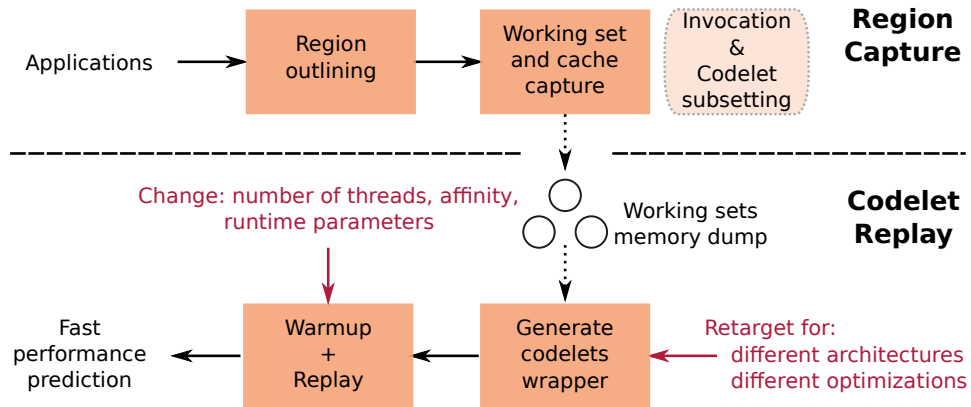 Applications
Region
outlining
Working set
and cache
capture
Invocation
&
Codelet
subsetting
Region
Capture
Change: number of threads, affinity,
runtime parameters
Working sets
memory dump
Codelet
Replay
Fast
performance
prediction
Warmup
+
Replay
Generate
codelets
wrapper
Retarget for:
different architectures
different optimizations